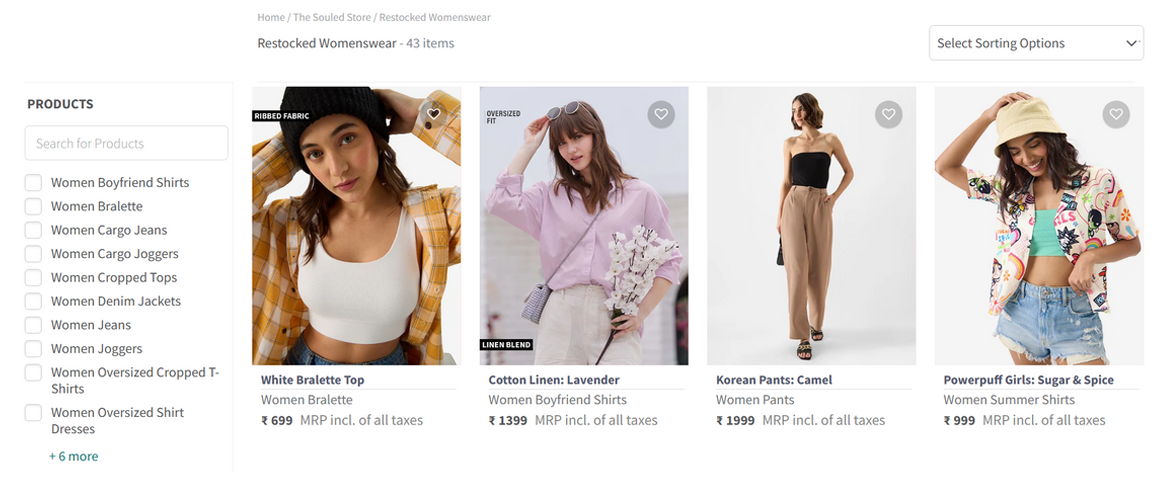 Home / The Souled Store / Restocked Womenswear
Restocked Womenswear - 43 items
Select Sorting Options
PRODUCTS
Search for Products
Women Boyfriend Shirts
Women Bralette
Women Cargo Jeans
Women Cargo Joggers
Women Cropped Tops
Women Denim Jackets
Women Jeans
Women Joggers
Women Oversized Cropped T-
Shirts
Women Oversized Shirt
Dresses
+ 6 more
RIBBED FABRIC
White Bralette Top
Women Bralette
₹ 699 MRP incl. of all taxes
OVERSIZED
FIT
LINEN BLEND
Cotton Linen: Lavender
Women Boyfriend Shirts
₹ 1399 MRP incl. of all taxes
Korean Pants: Camel
Women Pants
₹ 1999 MRP incl. of all taxes
Powerpuff Girls: Sugar & Spice
Women Summer Shirts
₹ 999 MRP incl. of all taxes